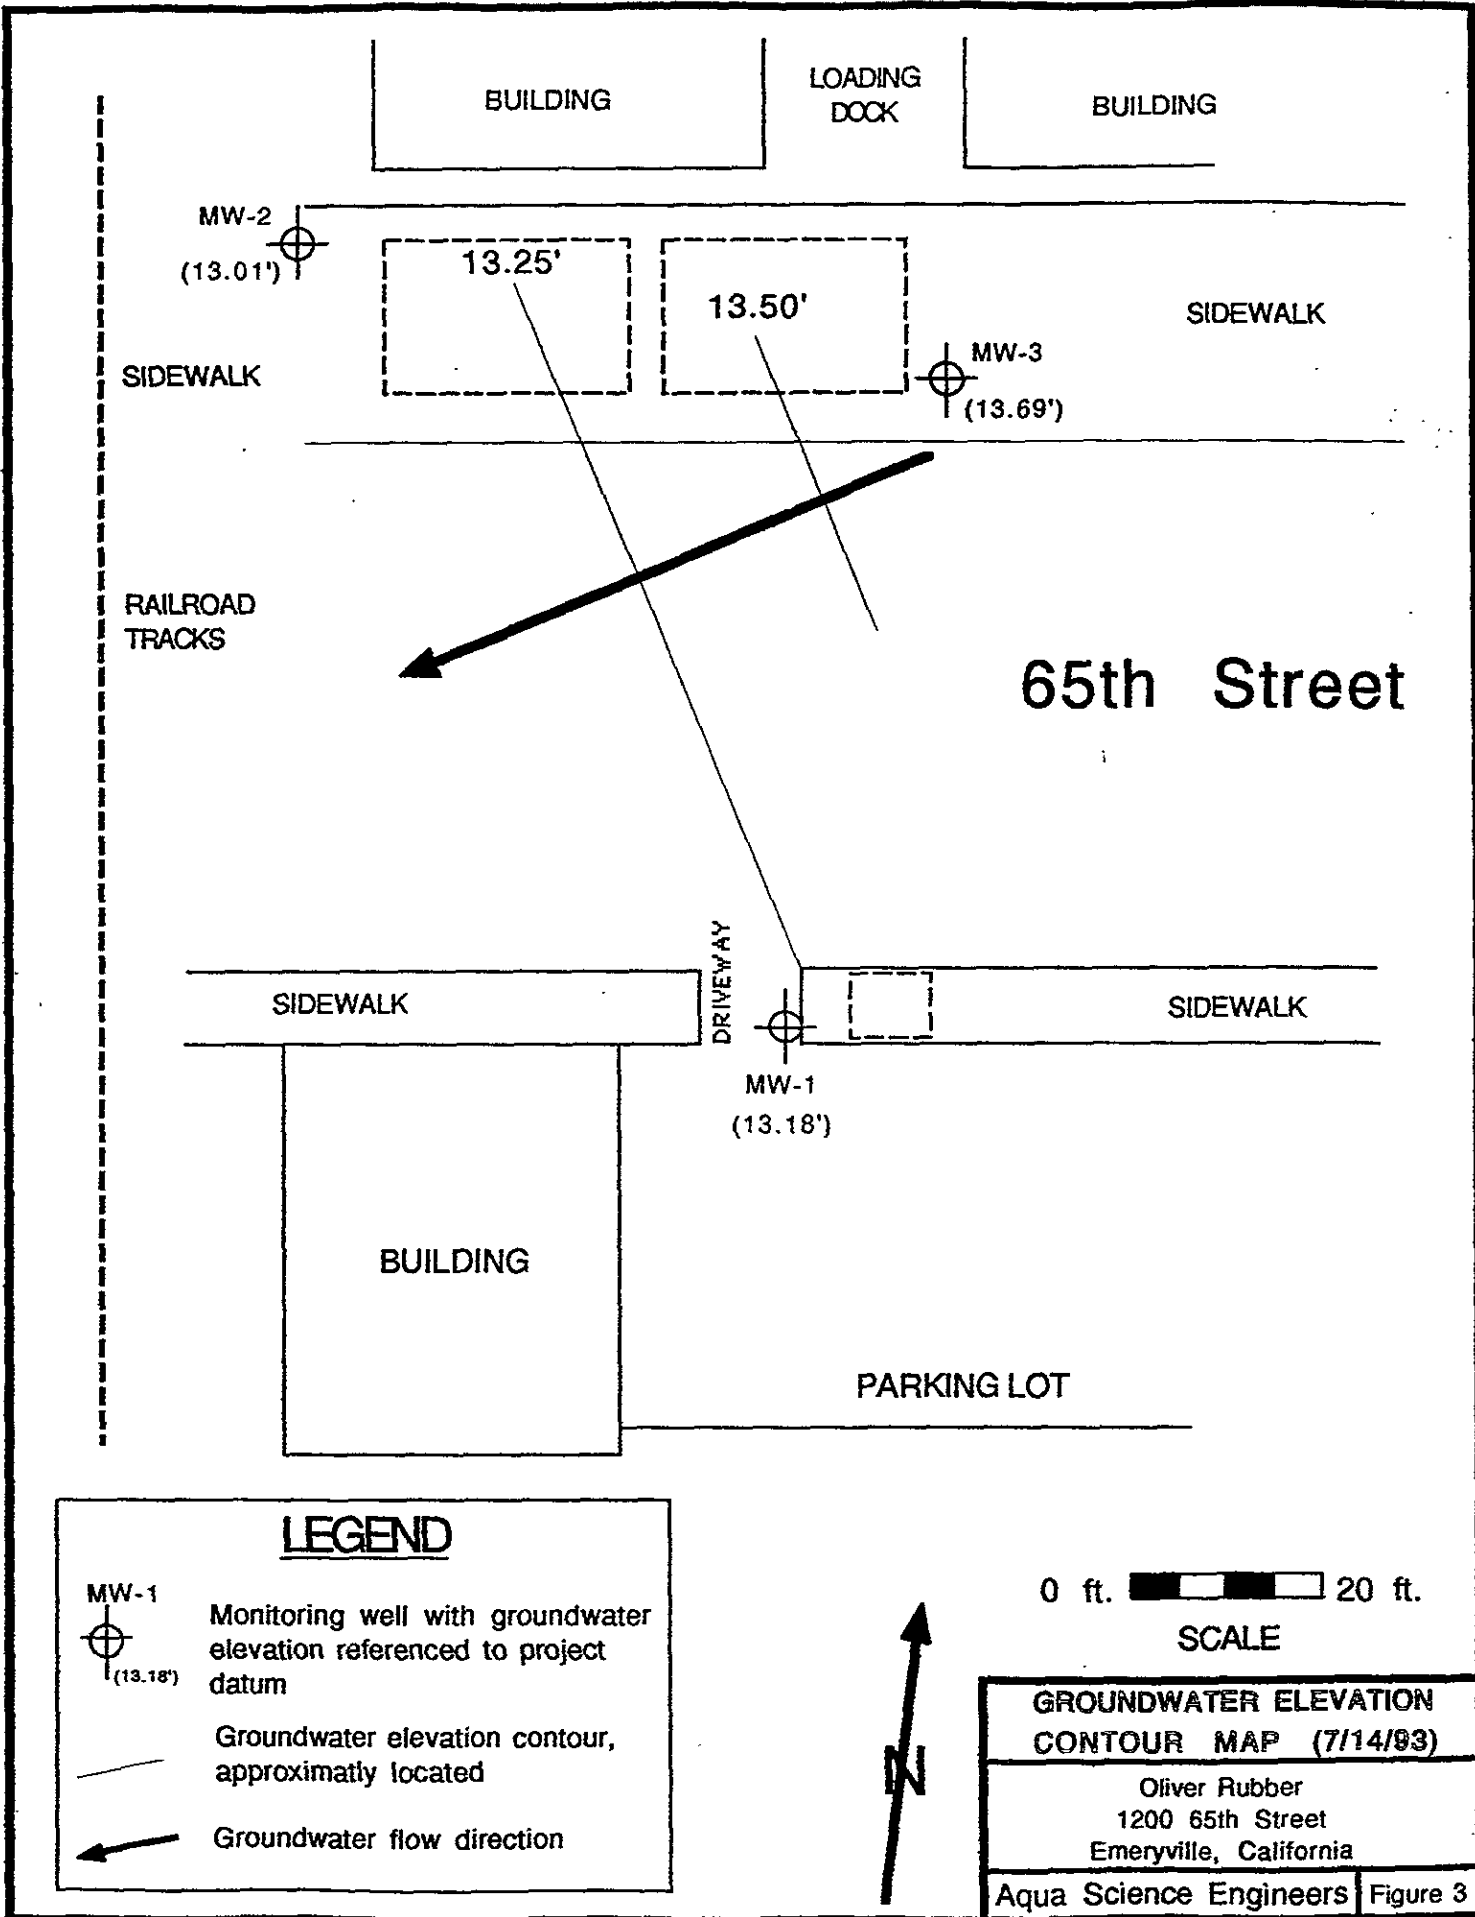 BUILDING
LOADING
DOCK
BUILDING
MW-2
(13.01')
13.25'
13.50'
SIDEWALK
MW-3
(13.69')
SIDEWALK
RAILROAD
TRACKS
65th Street
DRIVEWAY
SIDEWALK
SIDEWALK
MW-1
(13.18')
BUILDING
PARKING LOT
LEGEND
MW-1
(13.18')
Monitoring well with groundwater
elevation referenced to project
datum
Groundwater elevation contour,
approximatly located
Groundwater flow direction
N
0 ft. 20 ft.
SCALE
GROUNDWATER ELEVATION
CONTOUR MAP (7/14/93)
Oliver Rubber
1200 65th Street
Emeryville, California
Aqua Science Engineers
Figure 3